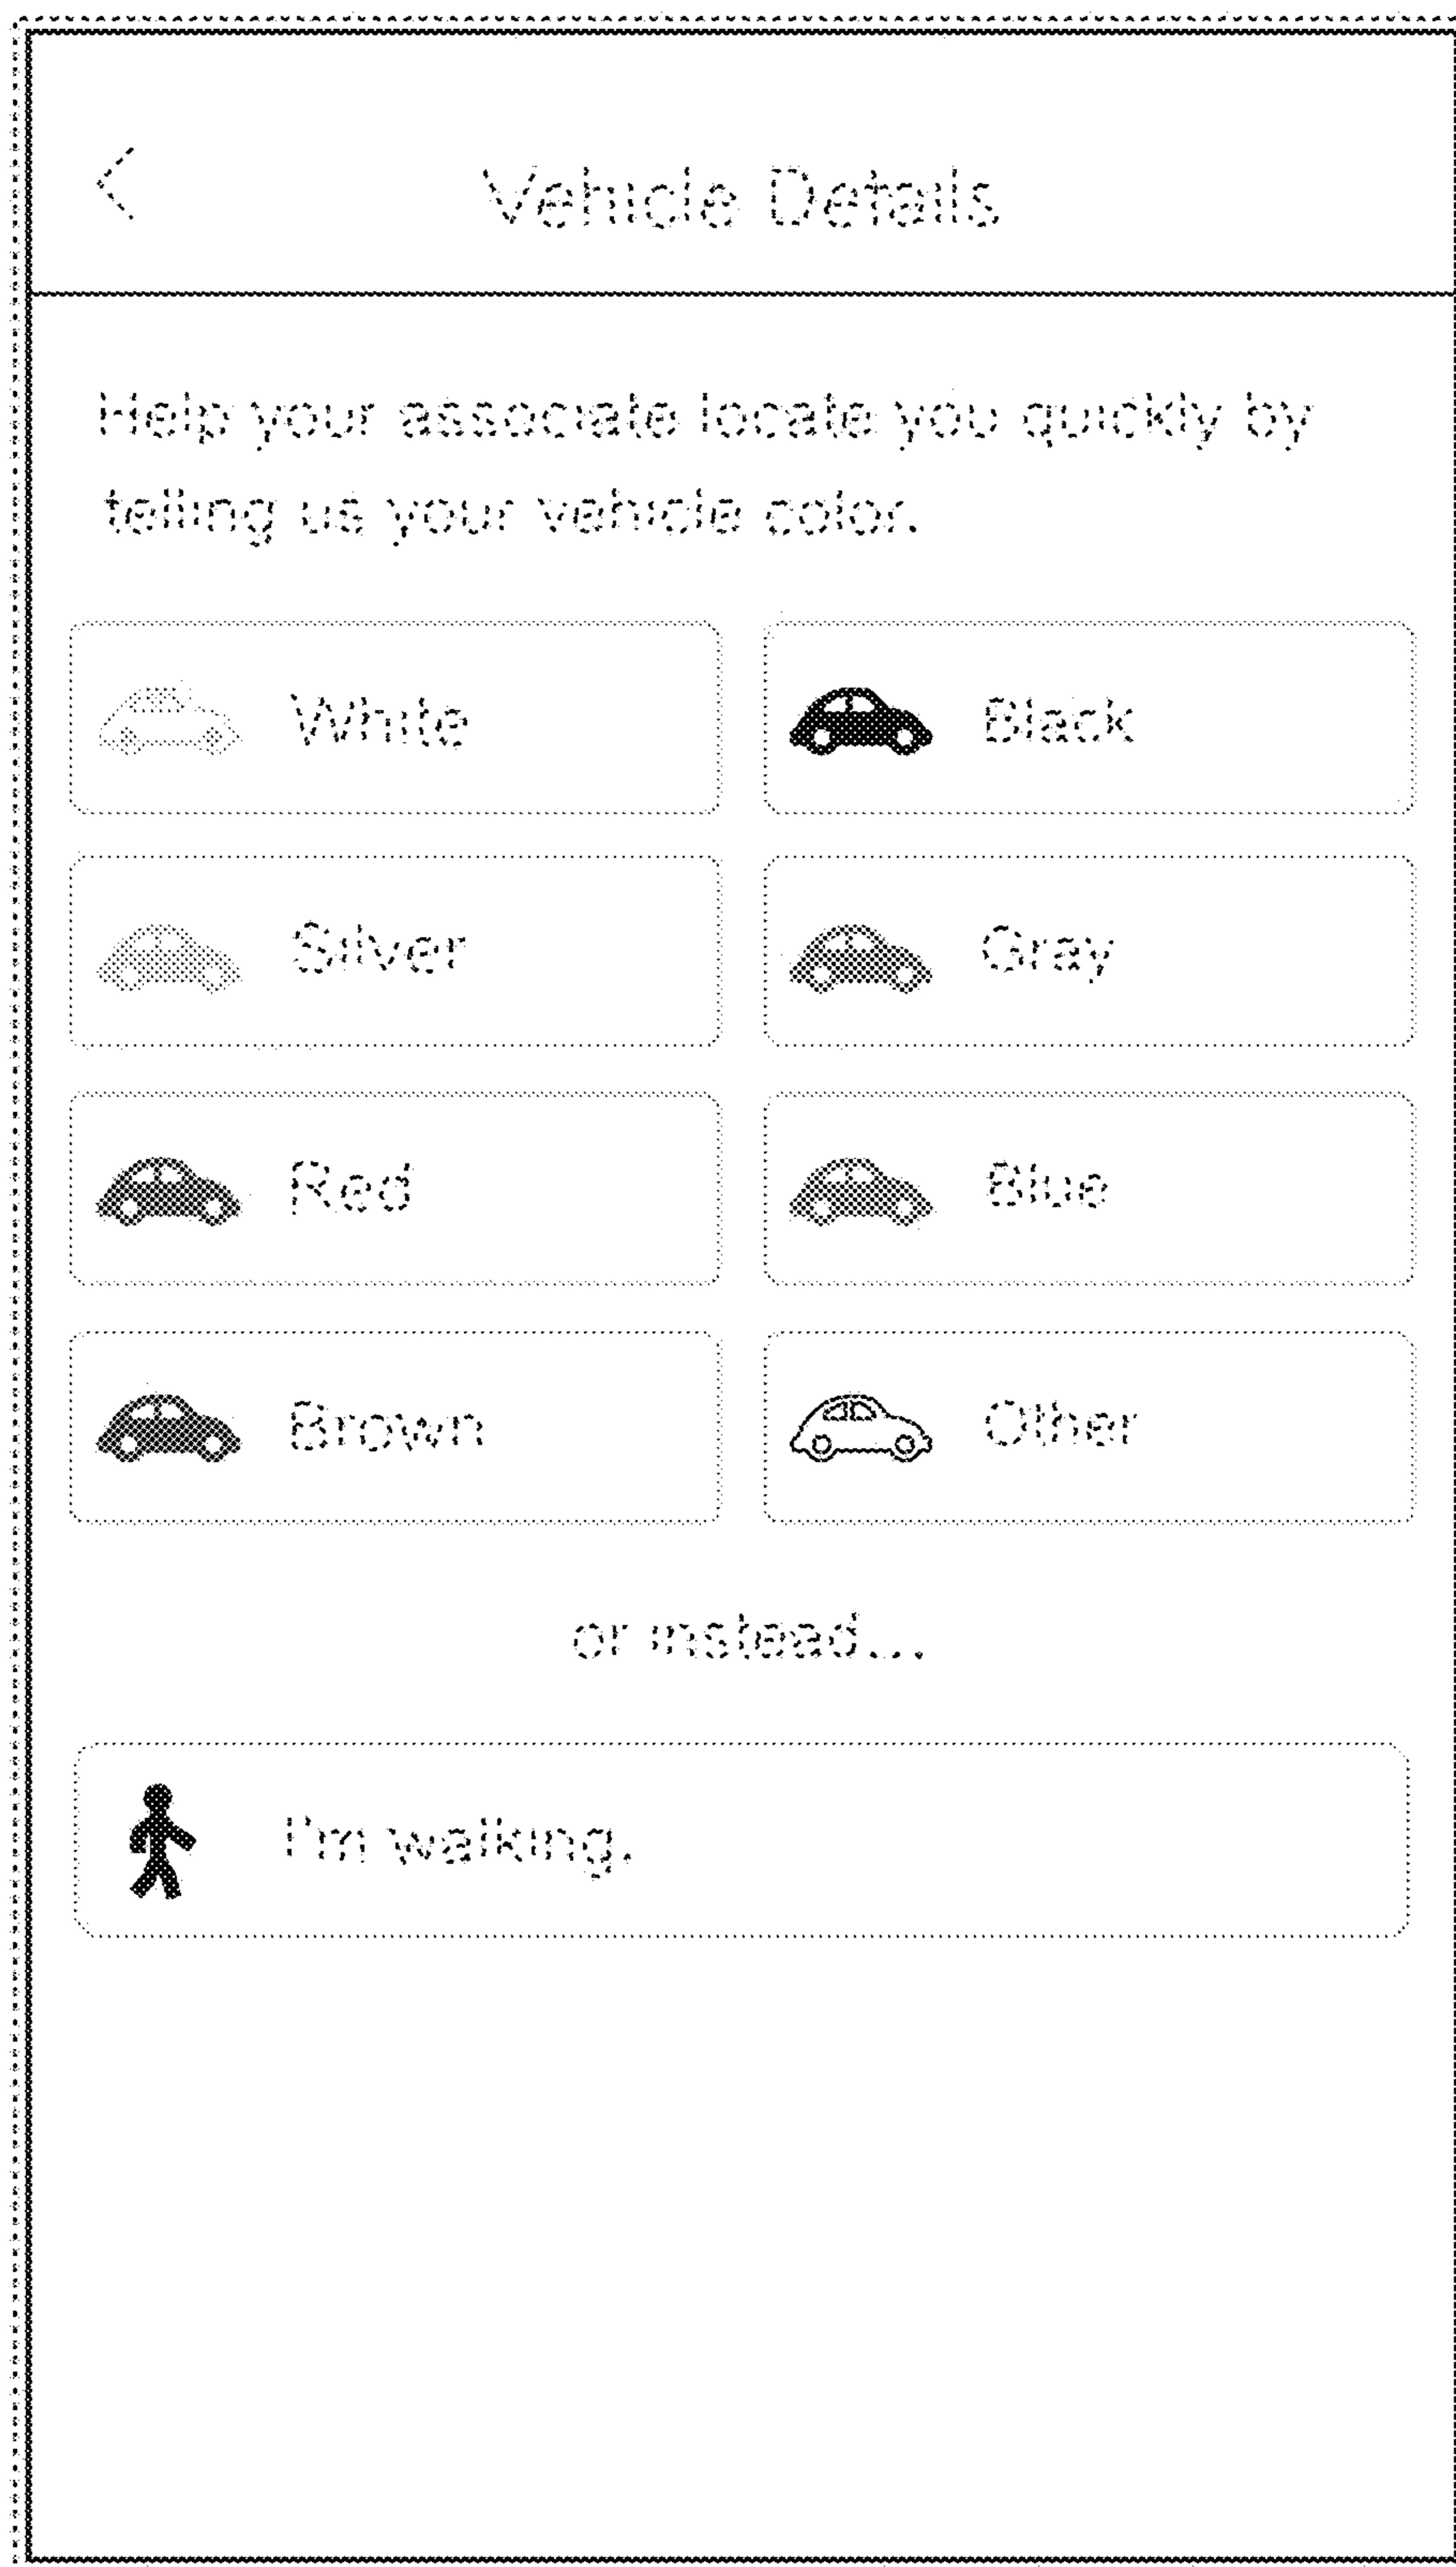 Vehicle Details
Help your associate locate you quickly by
telling us your vehicle color.
White
Black
Silver
Gray
Red
Blue
Brown
Other
or instead...
I'm walking.